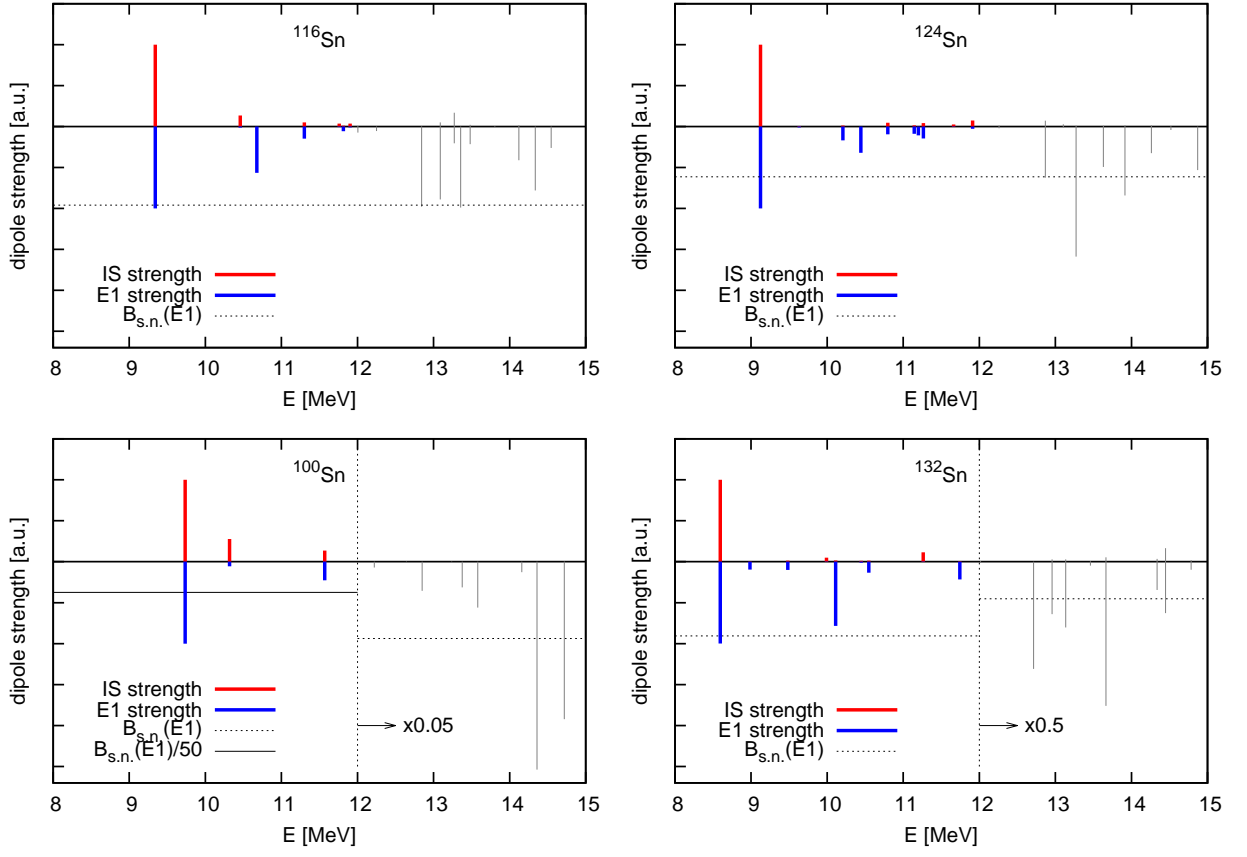 116Sn
dipole strength [a.u.]
IS strength
E1 strength
Bs.n.(E1)
8 9 10 11 12 13 14 15
E [MeV]
124Sn
dipole strength [a.u.]
IS strength
E1 strength
Bs.n.(E1)
8 9 10 11 12 13 14 15
E [MeV]
100Sn
dipole strength [a.u.]
IS strength
E1 strength
Bs.n.(E1)
Bs.n.(E1)/50
x0.05
8 9 10 11 12 13 14 15
E [MeV]
132Sn
dipole strength [a.u.]
IS strength
E1 strength
Bs.n.(E1)
x0.5
8 9 10 11 12 13 14 15
E [MeV]